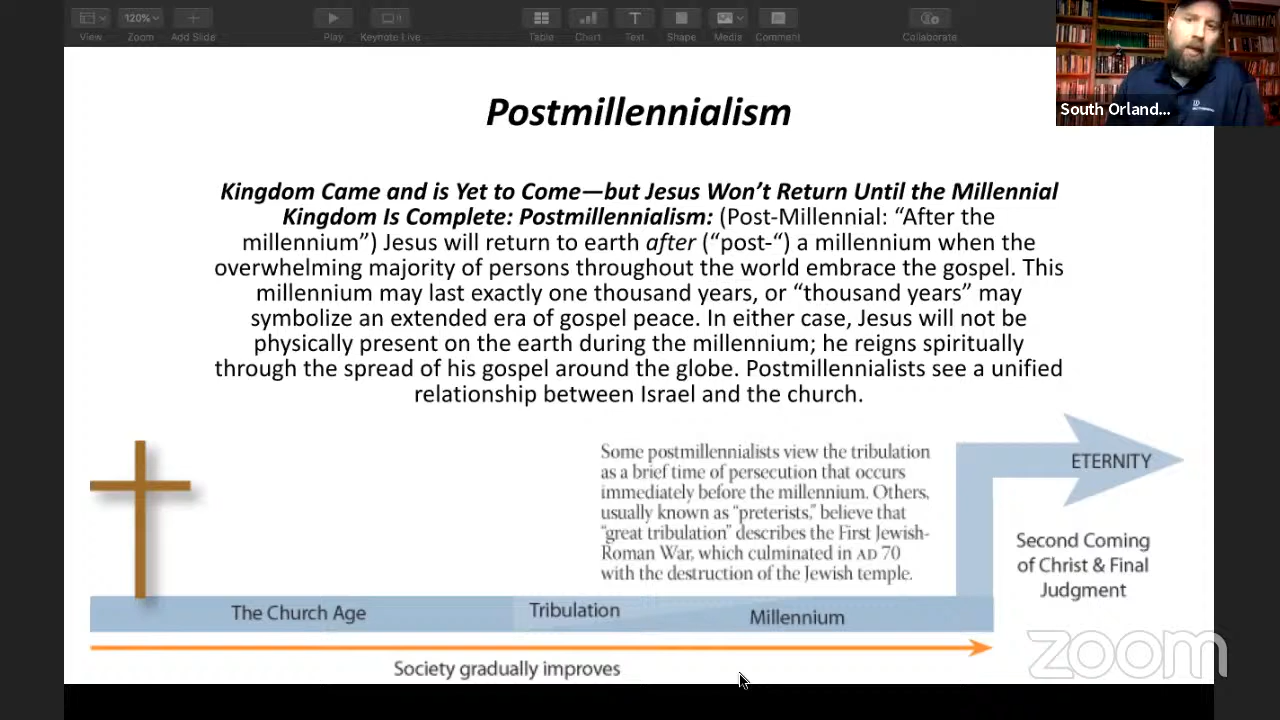 View
120%
Zoom
Add Slide
Play
Keynote Live
Table
Chart
Text
Shape
Media
Comment
Collaborate
South Orland...
Postmillennialism
Kingdom Came and is Yet to Come—but Jesus Won’t Return Until the Millennial
Kingdom Is Complete: Postmillennialism: (Post-Millennial: “After the
millennium”) Jesus will return to earth after (“post-“) a millennium when the
overwhelming majority of persons throughout the world embrace the gospel. This
millennium may last exactly one thousand years, or “thousand years” may
symbolize an extended era of gospel peace. In either case, Jesus will not be
physically present on the earth during the millennium; he reigns spiritually
through the spread of his gospel around the globe. Postmillennialists see a unified
relationship between Israel and the church.
Some postmillennialists view the tribulation
as a brief time of persecution that occurs
immediately before the millennium. Others,
usually known as “preterists,” believe that
“great tribulation” describes the First Jewish-
Roman War, which culminated in AD 70
with the destruction of the Jewish temple.
ETERNITY
Second Coming
of Christ & Final
Judgment
The Church Age
Tribulation
Millennium
Society gradually improves
zoom